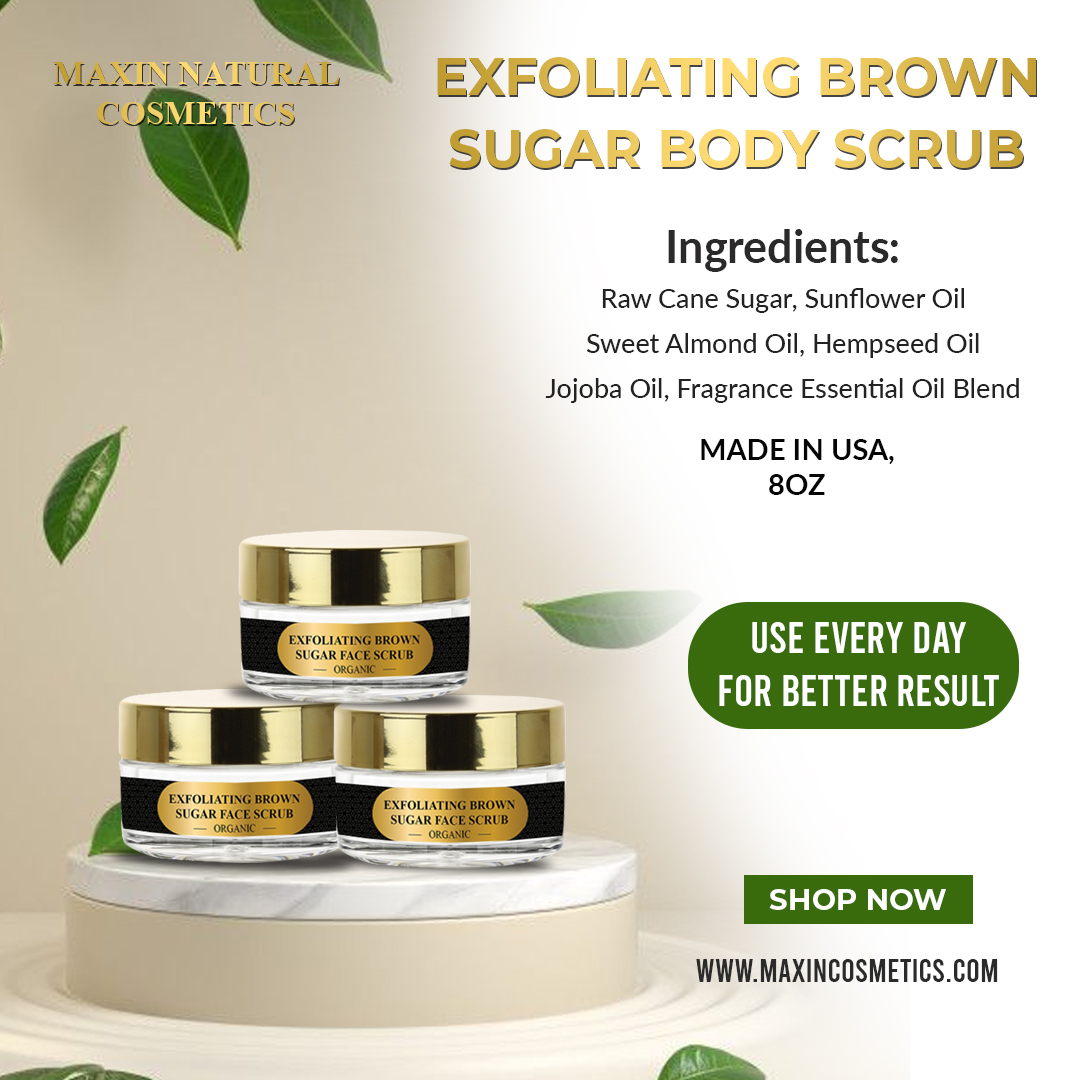 MAXIN NATURAL
COSMETICS
EXFOLIATING BROWN
SUGAR BODY SCRUB
Ingredients:
Raw Cane Sugar, Sunflower Oil
Sweet Almond Oil, Hempseed Oil
Jojoba Oil, Fragrance Essential Oil Blend
MADE IN USA,
8OZ
EXFOLIATING BROWN
SUGAR FACE SCRUB
ORGANIC
EXFOLIATING BROWN
SUGAR FACE SCRUB
ORGANIC
EXFOLIATING BROWN
SUGAR FACE SCRUB
ORGANIC
USE EVERY DAY
FOR BETTER RESULT
SHOP NOW
WWW.MAXINCOSMETICS.COM